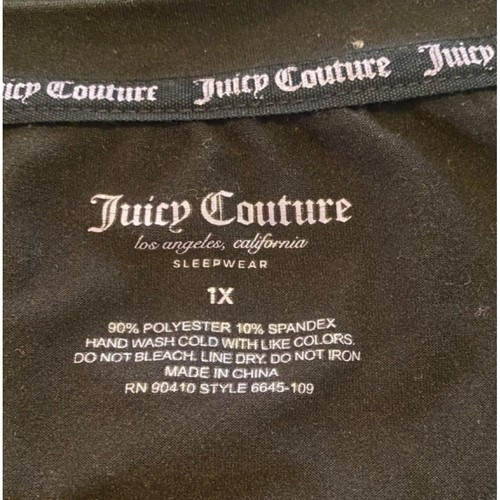 uicy Couture Juicy Couture Juicy
Juicy Couture
los angeles, california
SLEEPWEAR
1X
90% POLYESTER 10% SPANDEX
HAND WASH COLD WITH LIKE COLORS.
DO NOT BLEACH. LINE DRY. DO NOT IRON
MADE IN CHINA
RN 90410 STYLE 6645-109